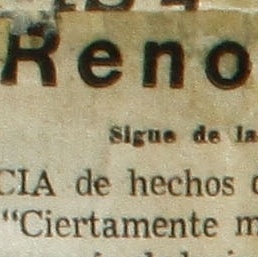 Reno
Sigue de la
CIA de hechos
"Ciertamente m